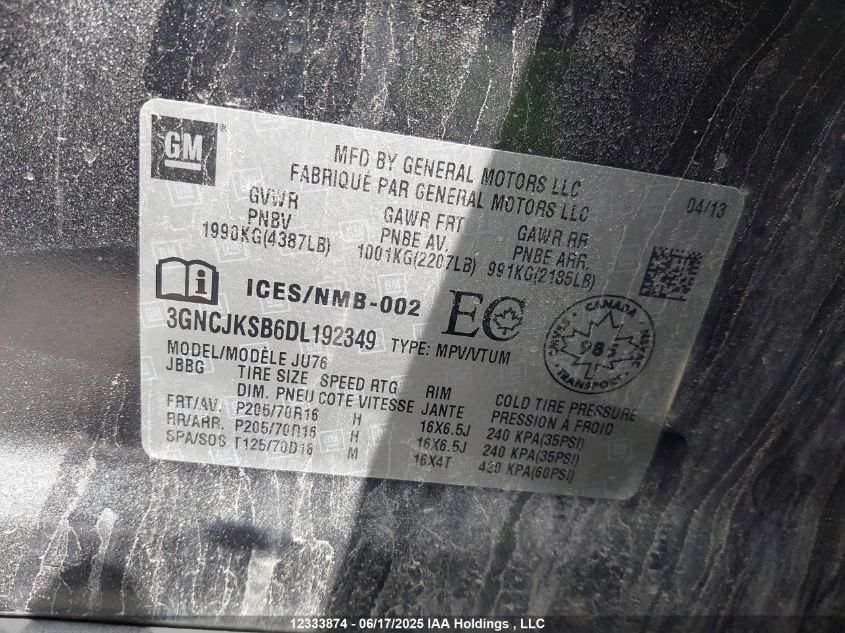 GM
MFD BY GENERAL MOTORS LLC
FABRIQUÉ PAR GENERAL MOTORS LLC
04/13
GVWR
PNBV
1990KG(4387LB)
GAWR FRT
PNBE AV.
1001KG(2207LB)
GAWR RR
PNBE ARR.
991KG(2185LB)
ICES/NMB-002
EC
3GNCJKSB6DL192349 TYPE: MPV/VTUM
CANADA
985
TRANSPORT
MODEL/MODÈLE JU76
JBBG
TIRE SIZE SPEED RTG RIM COLD TIRE PRESSURE
DIM. PNEU COTE VITESSE JANTE PRESSION À FROID
FRT/AV. P205/70R16 H 16X6.5J 240 KPA(35PSI)
RR/ARR. P205/70R16 H 16X6.5J 240 KPA(35PSI)
SPA/SOS T125/70D16 M 16X4T 420 KPA(60PSI)
12333874 - 06/17/2025 IAA Holdings , LLC